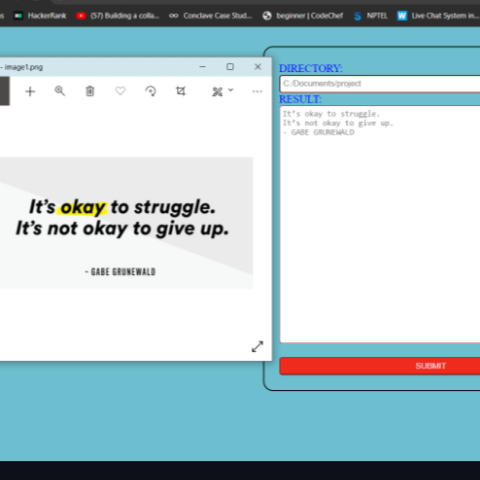 HackerRank
(57) Building a colla...
Conclave Case Stud...
beginner | CodeChef
NPTEL
Live Chat System in...
- image1.png
It's okay to struggle.
It's not okay to give up.
- GABE GRUNEWALD
DIRECTORY:
C:/Documents/project
RESULT:
It's okay to struggle.
It's not okay to give up.
- GABE GRUNEWALD
SUBMIT